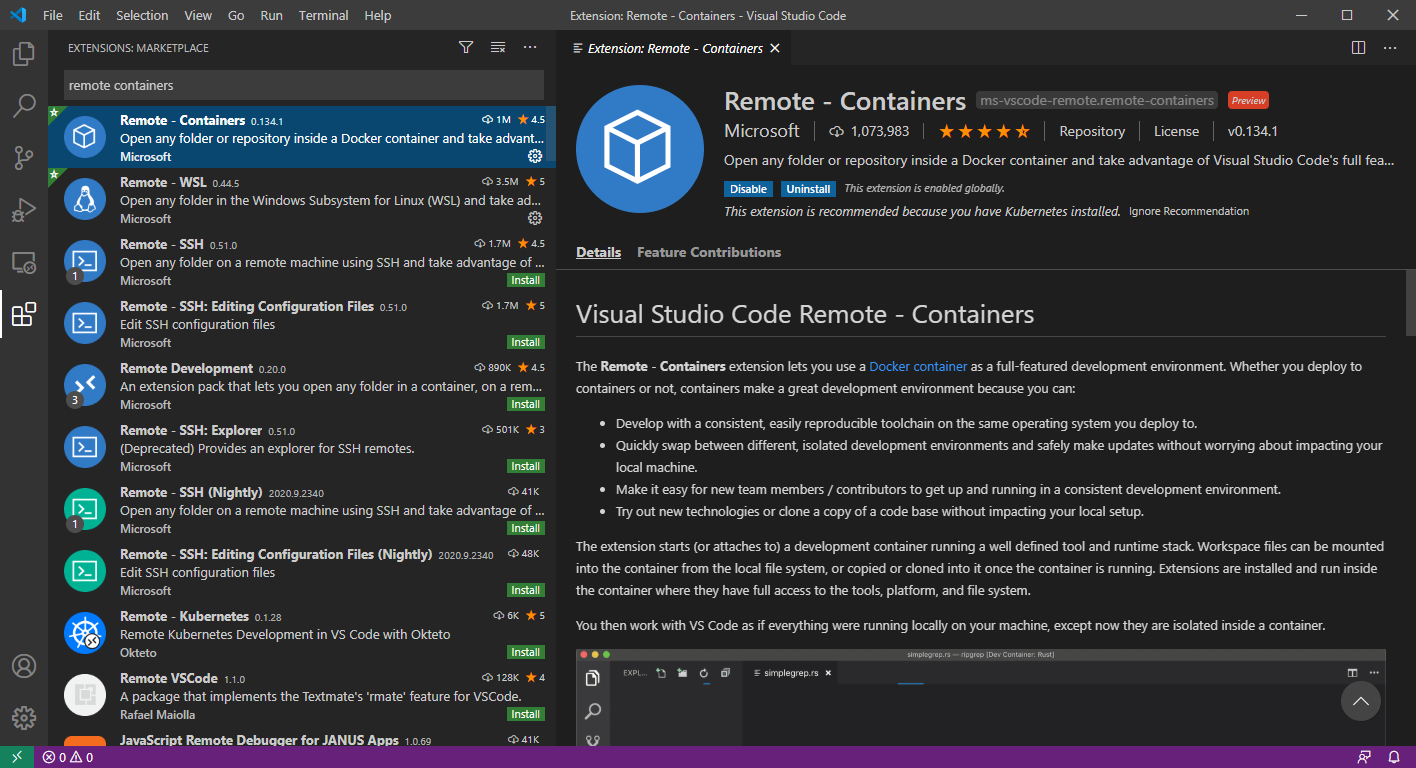 File Edit Selection View Go Run Terminal Help
Extension: Remote - Containers - Visual Studio Code
EXTENSIONS: MARKETPLACE
remote containers
Remote - Containers 0.134.1 1M 4.5
Open any folder or repository inside a Docker container and take advant...
Microsoft
Remote - WSL 0.44.5 3.5M 5
Open any folder in the Windows Subsystem for Linux (WSL) and take ad...
Microsoft
Remote - SSH 0.51.0 1.7M 4.5
Open any folder on a remote machine using SSH and take advantage of ...
1
Microsoft Install
Remote - SSH: Editing Configuration Files 0.51.0 1.7M 5
Edit SSH configuration files
Microsoft Install
Remote Development 0.20.0 890K 4.5
An extension pack that lets you open any folder in a container, on a rem...
3
Microsoft Install
Remote - SSH: Explorer 0.51.0 501K 3
(Deprecated) Provides an explorer for SSH remotes.
Microsoft Install
Remote - SSH (Nightly) 2020.9.2340 41K
Open any folder on a remote machine using SSH and take advantage of ...
1
Microsoft Install
Remote - SSH: Editing Configuration Files (Nightly) 2020.9.2340 48K
Edit SSH configuration files
Microsoft Install
Remote - Kubernetes 0.1.28 6K 5
Remote Kubernetes Development in VS Code with Okteto
Okteto Install
Remote VSCode 1.1.0 128K 4
A package that implements the Textmate's 'rmate' feature for VSCode.
Rafael Maiolla Install
JavaScript Remote Debugger for JANUS Apps 1.0.69 41K
Extension: Remote - Containers
Remote - Containers ms-vscode-remote.remote-containers Preview
Microsoft 1,073,983 Repository License v0.134.1
Open any folder or repository inside a Docker container and take advantage of Visual Studio Code's full fea...
Disable Uninstall This extension is enabled globally.
This extension is recommended because you have Kubernetes installed. Ignore Recommendation
Details Feature Contributions
Visual Studio Code Remote - Containers
The Remote - Containers extension lets you use a Docker container as a full-featured development environment. Whether you deploy to
containers or not, containers make a great development environment because you can:
• Develop with a consistent, easily reproducible toolchain on the same operating system you deploy to.
• Quickly swap between different, isolated development environments and safely make updates without worrying about impacting your
local machine.
• Make it easy for new team members / contributors to get up and running in a consistent development environment.
• Try out new technologies or clone a copy of a code base without impacting your local setup.
The extension starts (or attaches to) a development container running a well defined tool and runtime stack. Workspace files can be mounted
into the container from the local file system, or copied or cloned into it once the container is running. Extensions are installed and run inside
the container where they have full access to the tools, platform, and file system.
You then work with VS Code as if everything were running locally on your machine, except now they are isolated inside a container.
simplegrep.rs — ripgrep [Dev Container: Rust]
EXPL... simplegrep.rs
0 0